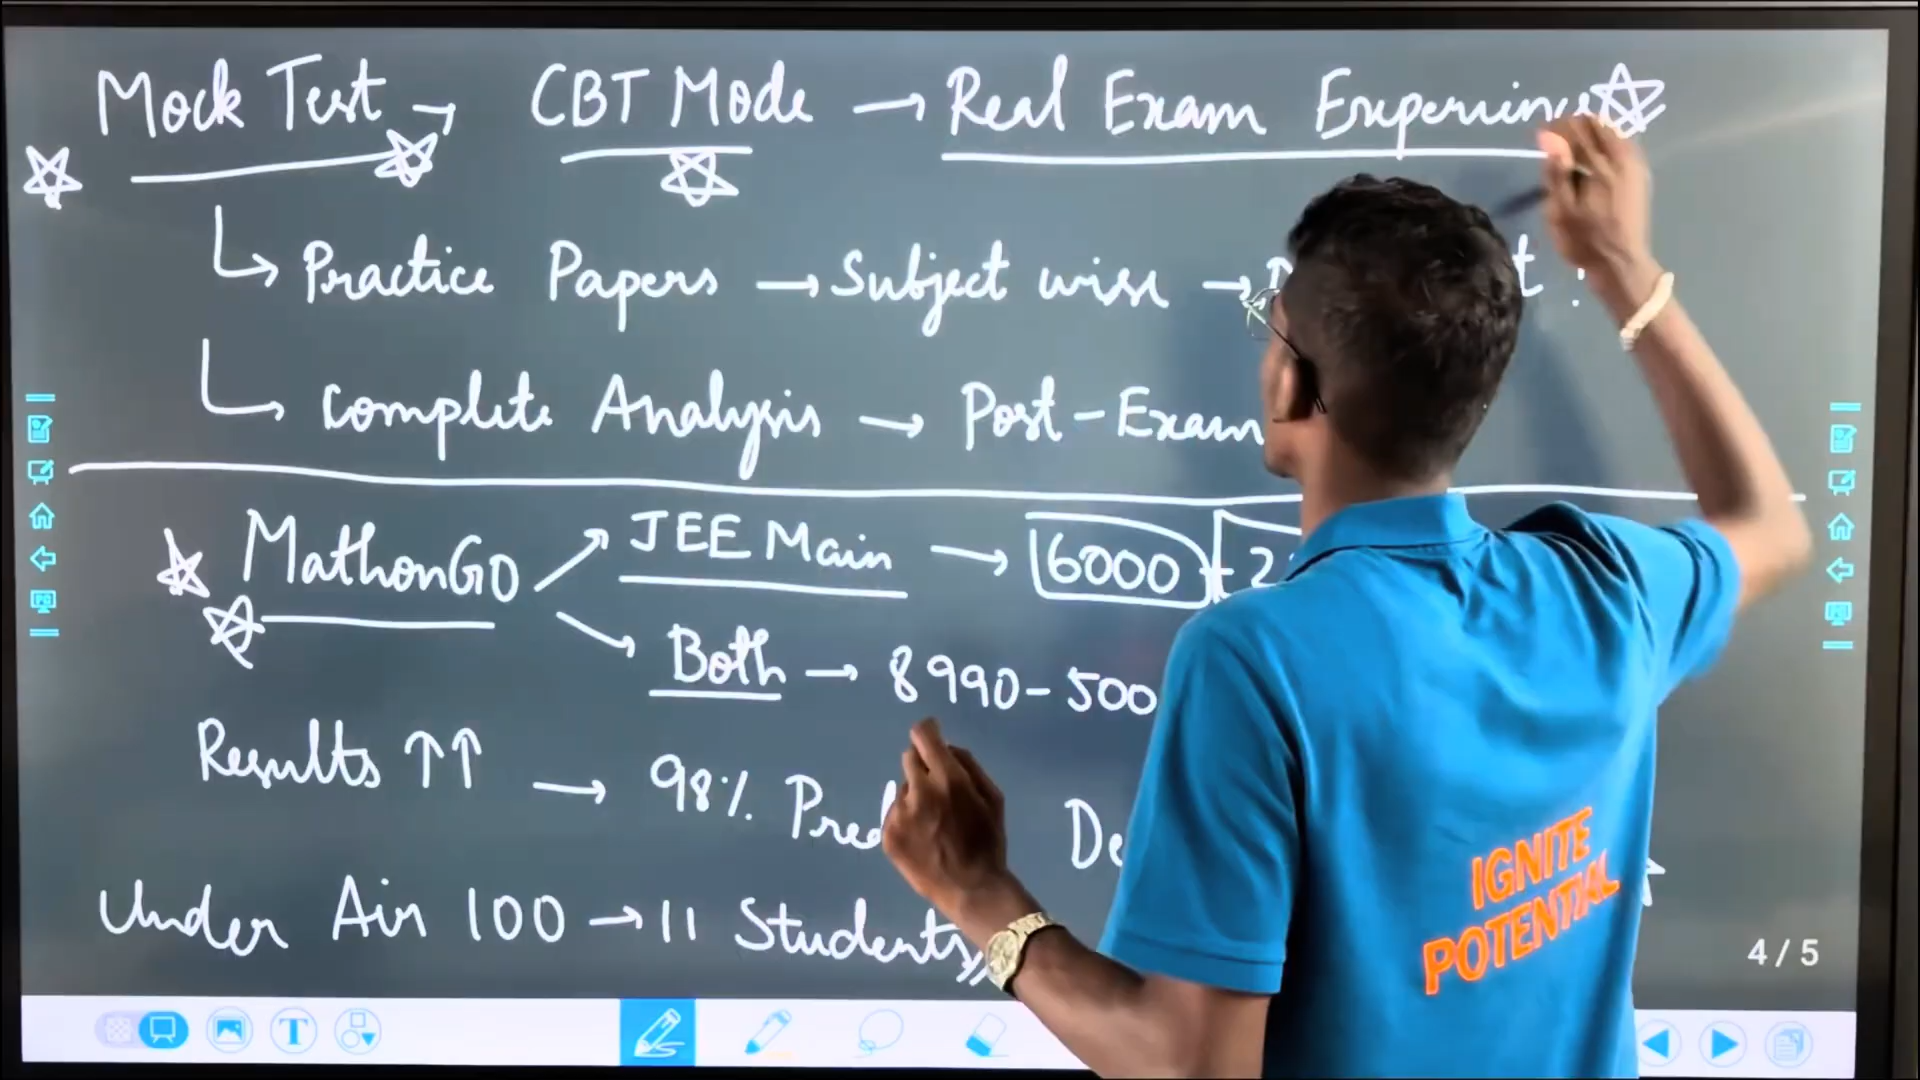 Mock Test → CBT Mode → Real Exam Experience
↳ Practice Papers → Subject wise →
↳ Complete Analysis → Post-Exam
MathonGO → JEE Main → 6000
→ Both → 8990-500
Results ↑↑ → 98%
Under Air 100 → 11 Students
IGNITE
POTENTIAL
4 / 5
T